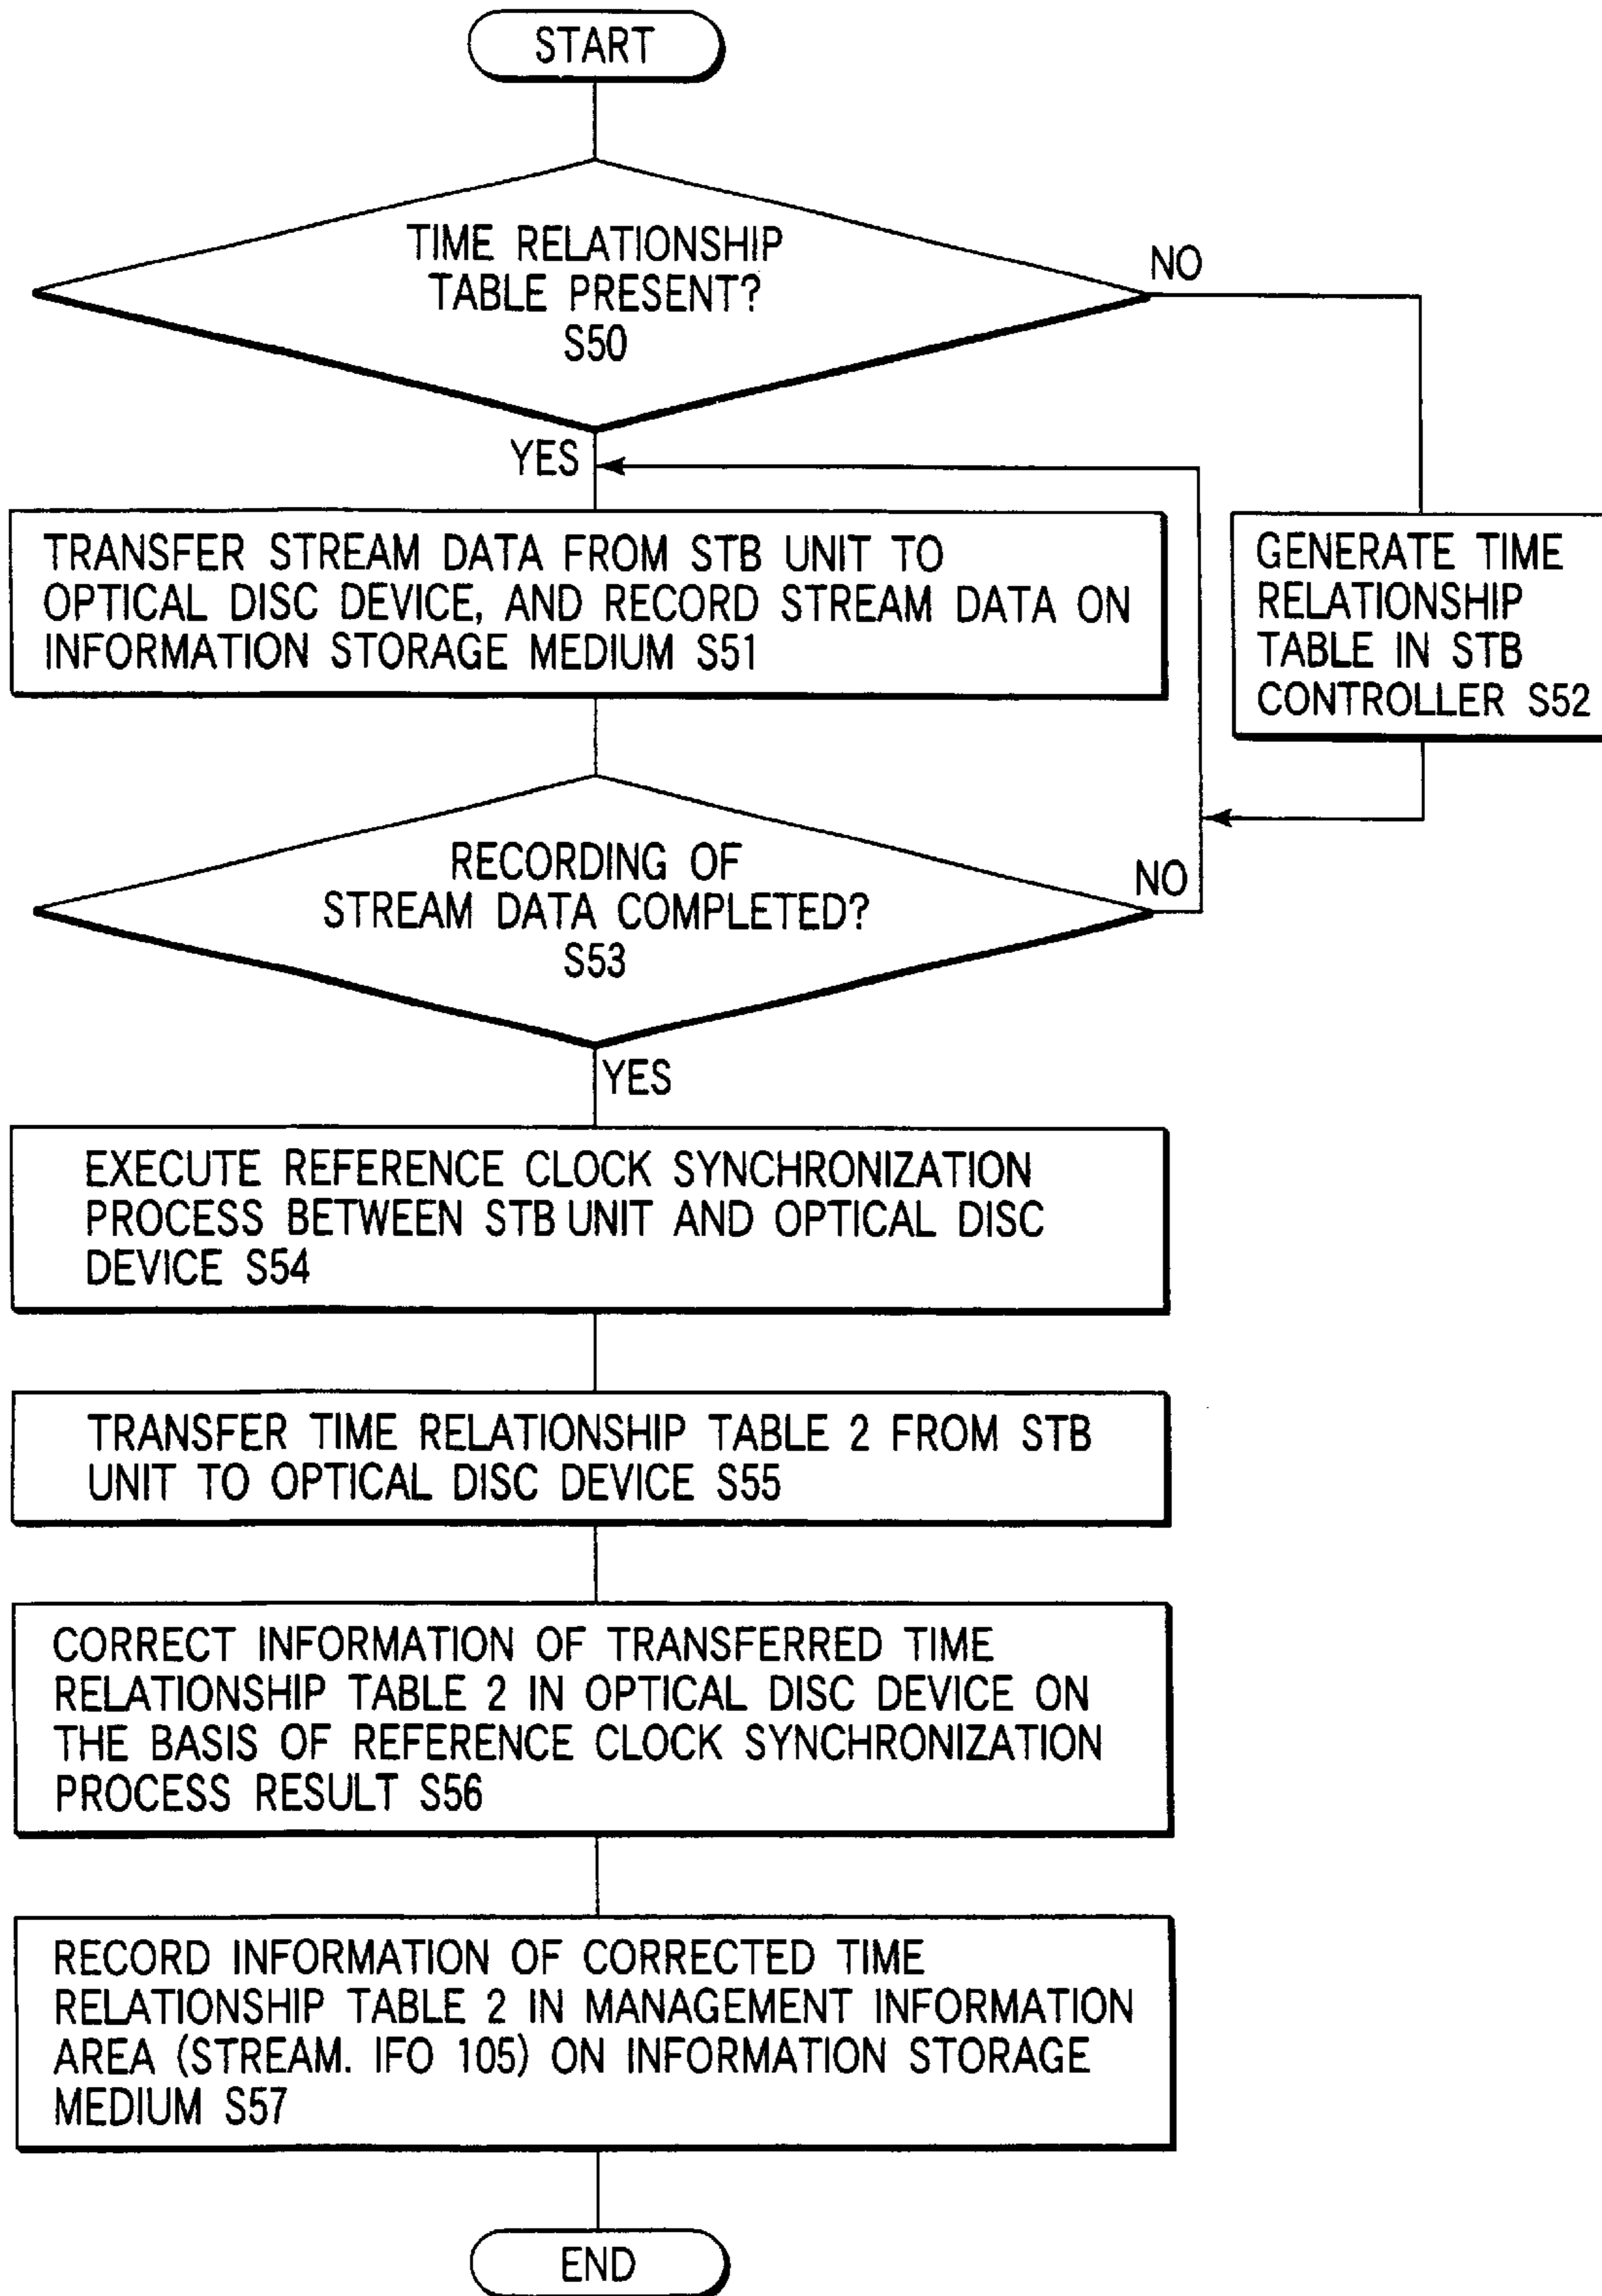 START
TIME RELATIONSHIP
TABLE PRESENT?
S50
NO
YES
TRANSFER STREAM DATA FROM STB UNIT TO
OPTICAL DISC DEVICE, AND RECORD STREAM DATA ON
INFORMATION STORAGE MEDIUM S51
GENERATE TIME
RELATIONSHIP
TABLE IN STB
CONTROLLER S52
RECORDING OF
STREAM DATA COMPLETED?
S53
NO
YES
EXECUTE REFERENCE CLOCK SYNCHRONIZATION
PROCESS BETWEEN STB UNIT AND OPTICAL DISC
DEVICE S54
TRANSFER TIME RELATIONSHIP TABLE 2 FROM STB
UNIT TO OPTICAL DISC DEVICE S55
CORRECT INFORMATION OF TRANSFERRED TIME
RELATIONSHIP TABLE 2 IN OPTICAL DISC DEVICE ON
THE BASIS OF REFERENCE CLOCK SYNCHRONIZATION
PROCESS RESULT S56
RECORD INFORMATION OF CORRECTED TIME
RELATIONSHIP TABLE 2 IN MANAGEMENT INFORMATION
AREA (STREAM. IFO 105) ON INFORMATION STORAGE
MEDIUM S57
END